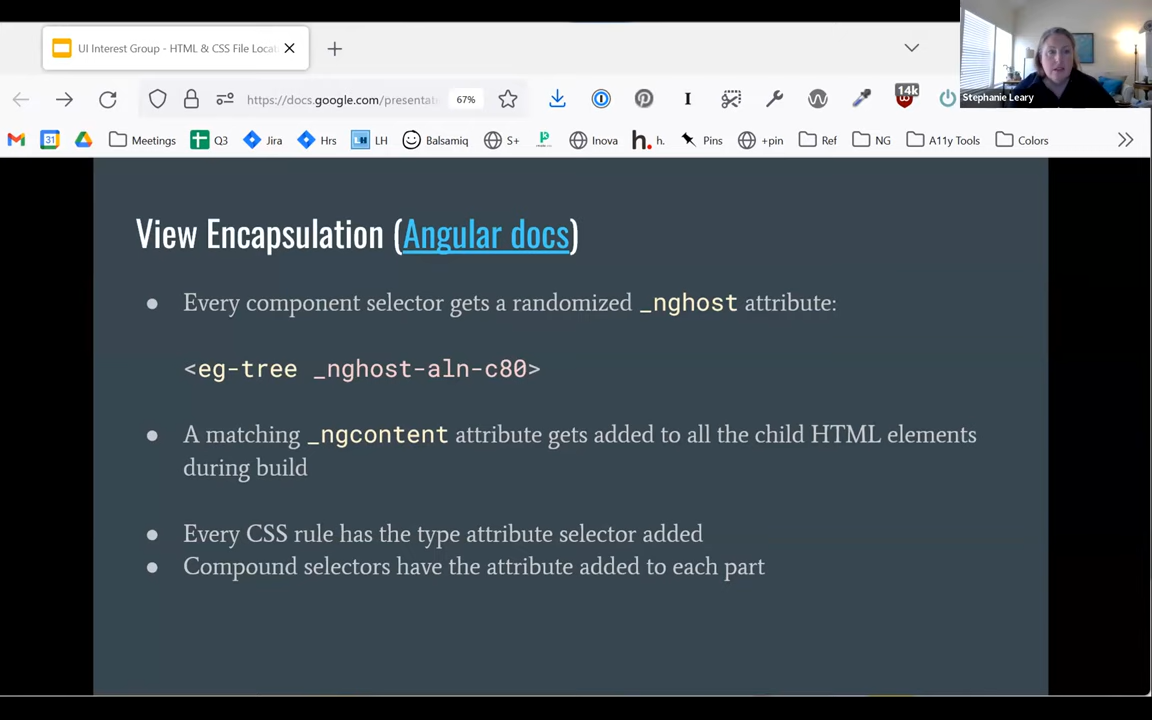 UI Interest Group - HTML & CSS File Locat
https://docs.google.com/presenta
67%
14k
Stephanie Leary
31
Meetings
Q3
Jira
Hrs
LH
LH
Balsamiq
S+
Inova
h.
h.
Pins
+pin
Ref
NG
A11y Tools
Colors
View Encapsulation (Angular docs)
● Every component selector gets a randomized _nghost attribute:
<eg-tree _nghost-aln-c80>
● A matching _ngcontent attribute gets added to all the child HTML elements
during build
● Every CSS rule has the type attribute selector added
● Compound selectors have the attribute added to each part